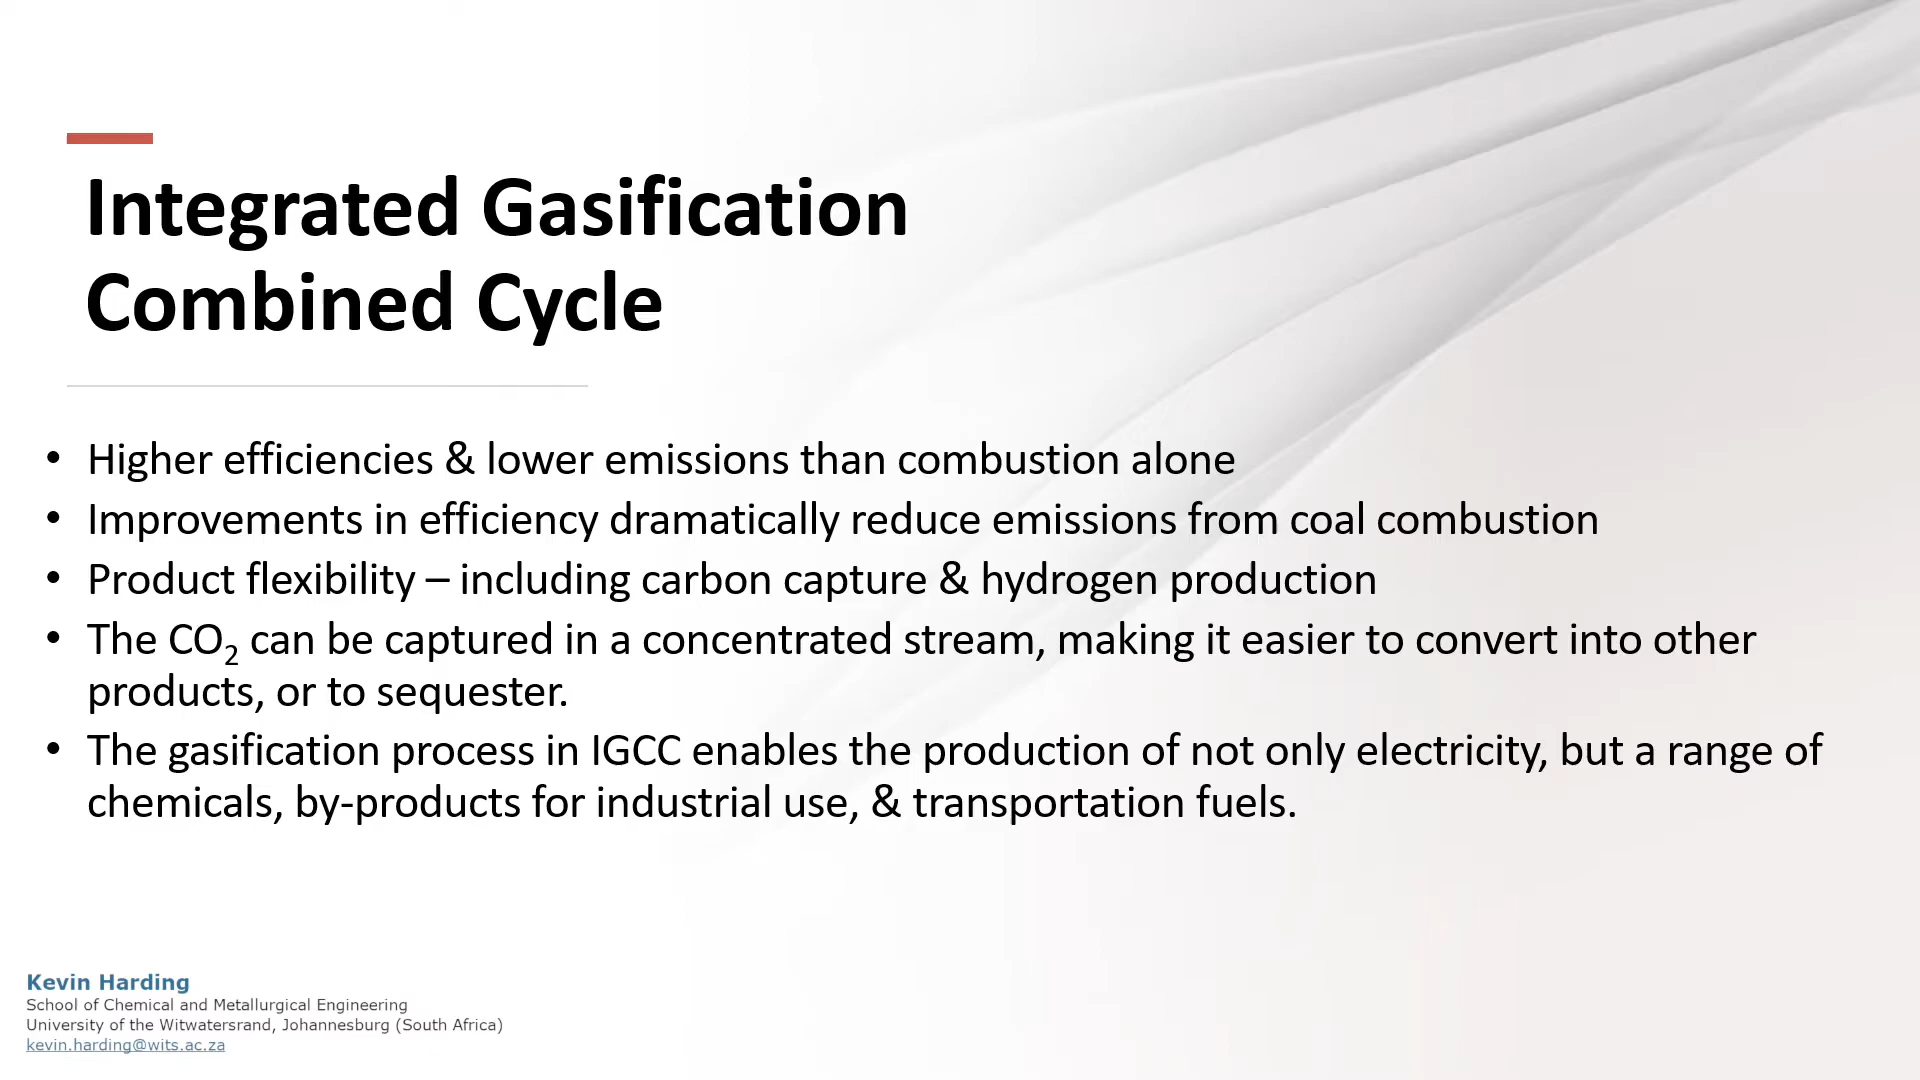 Integrated Gasification
Combined Cycle
• Higher efficiencies & lower emissions than combustion alone
• Improvements in efficiency dramatically reduce emissions from coal combustion
• Product flexibility – including carbon capture & hydrogen production
• The CO₂ can be captured in a concentrated stream, making it easier to convert into other
products, or to sequester.
• The gasification process in IGCC enables the production of not only electricity, but a range of
chemicals, by-products for industrial use, & transportation fuels.
Kevin Harding
School of Chemical and Metallurgical Engineering
University of the Witwatersrand, Johannesburg (South Africa)
kevin.harding@wits.ac.za